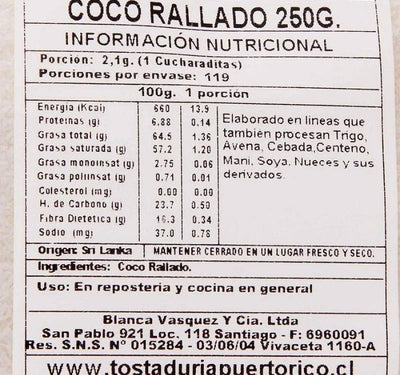 COCO RALLADO 250G.
INFORMACIÓN NUTRICIONAL
Porción: 2,1g. (1 Cucharaditas)
Porciones por envase: 119
100g. 1 porción
Energía (Kcal) 660 13.9
Proteínas (g) 6.88 0.14
Grasa total (g) 64.5 1.36
Grasa saturada (g) 57.2 1.20
Grasa monoinsat (g) 2.75 0.06
Grasa poliinsat (g) 0.71 0.01
Colesterol (mg) 0.00 0.00
H. de Carbono (g) 23.7 0.50
Fibra Dietetica (g) 16.3 0.34
Sodio (mg) 37.0 0.78
Elaborado en lineas que
también procesan Trigo,
Avena, Cebada,Centeno,
Mani, Soya. Nueces y sus
derivados.
Origen: Sri Lanka MANTENER CERRADO EN UN LUGAR FRESCO Y SECO.
Ingredientes: Coco Rallado.
Uso: En reposteria y cocina en general
Blanca Vasquez Y Cia. Ltda
San Pablo 921 Loc. 118 Santiago - F: 6960091
Res. S.N.S. Nº 015284 - 03/06/04 Vivaceta 1160-A
www.tostaduriapuertorico.cl